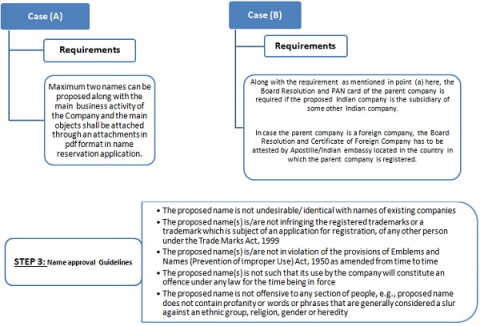 Case (A)
Requirements
Maximum two names can be
proposed along with the
main business activity of
the Company and the main
objects shall be attached
through an attachments in
pdf format in name
reservation application.
Case (B)
Requirements
Along with the requirement as mentioned in point (a) here, the
Board Resolution and PAN card of the parent company is
required if the proposed Indian company is the subsidiary of
some other Indian company.
In case the parent company is a foreign company, the Board
Resolution and Certificate of Foreign Company has to be
attested by Apostille/Indian embassy located in the country in
which the parent company is registered.
STEP 3: Name approval Guidelines
• The proposed name is not undesirable/ identical with names of existing companies
• The proposed name(s) is/are not infringing the registered trademarks or a
trademark which is subject of an application for registration, of any other person
under the Trade Marks Act, 1999
• The proposed name(s) is/are not in violation of the provisions of Emblems and
Names (Prevention of Improper Use) Act, 1950 as amended from time to time
• The proposed name(s) is not such that its use by the company will constitute an
offence under any law for the time being in force
• The proposed name is not offensive to any section of people, e.g., proposed name
does not contain profanity or words or phrases that are generally considered a slur
against an ethnic group, religion, gender or heredity